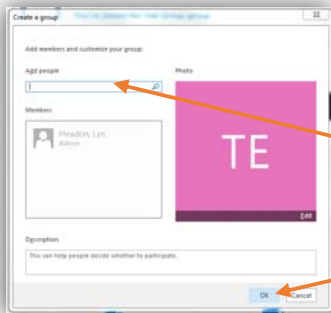 Create a group
Add members and customize your group:
Add people
Photo
Members
Headon, Lyn
Admin
TE
Edit
Description
This can help people decide whether to participate.
OK
Cancel